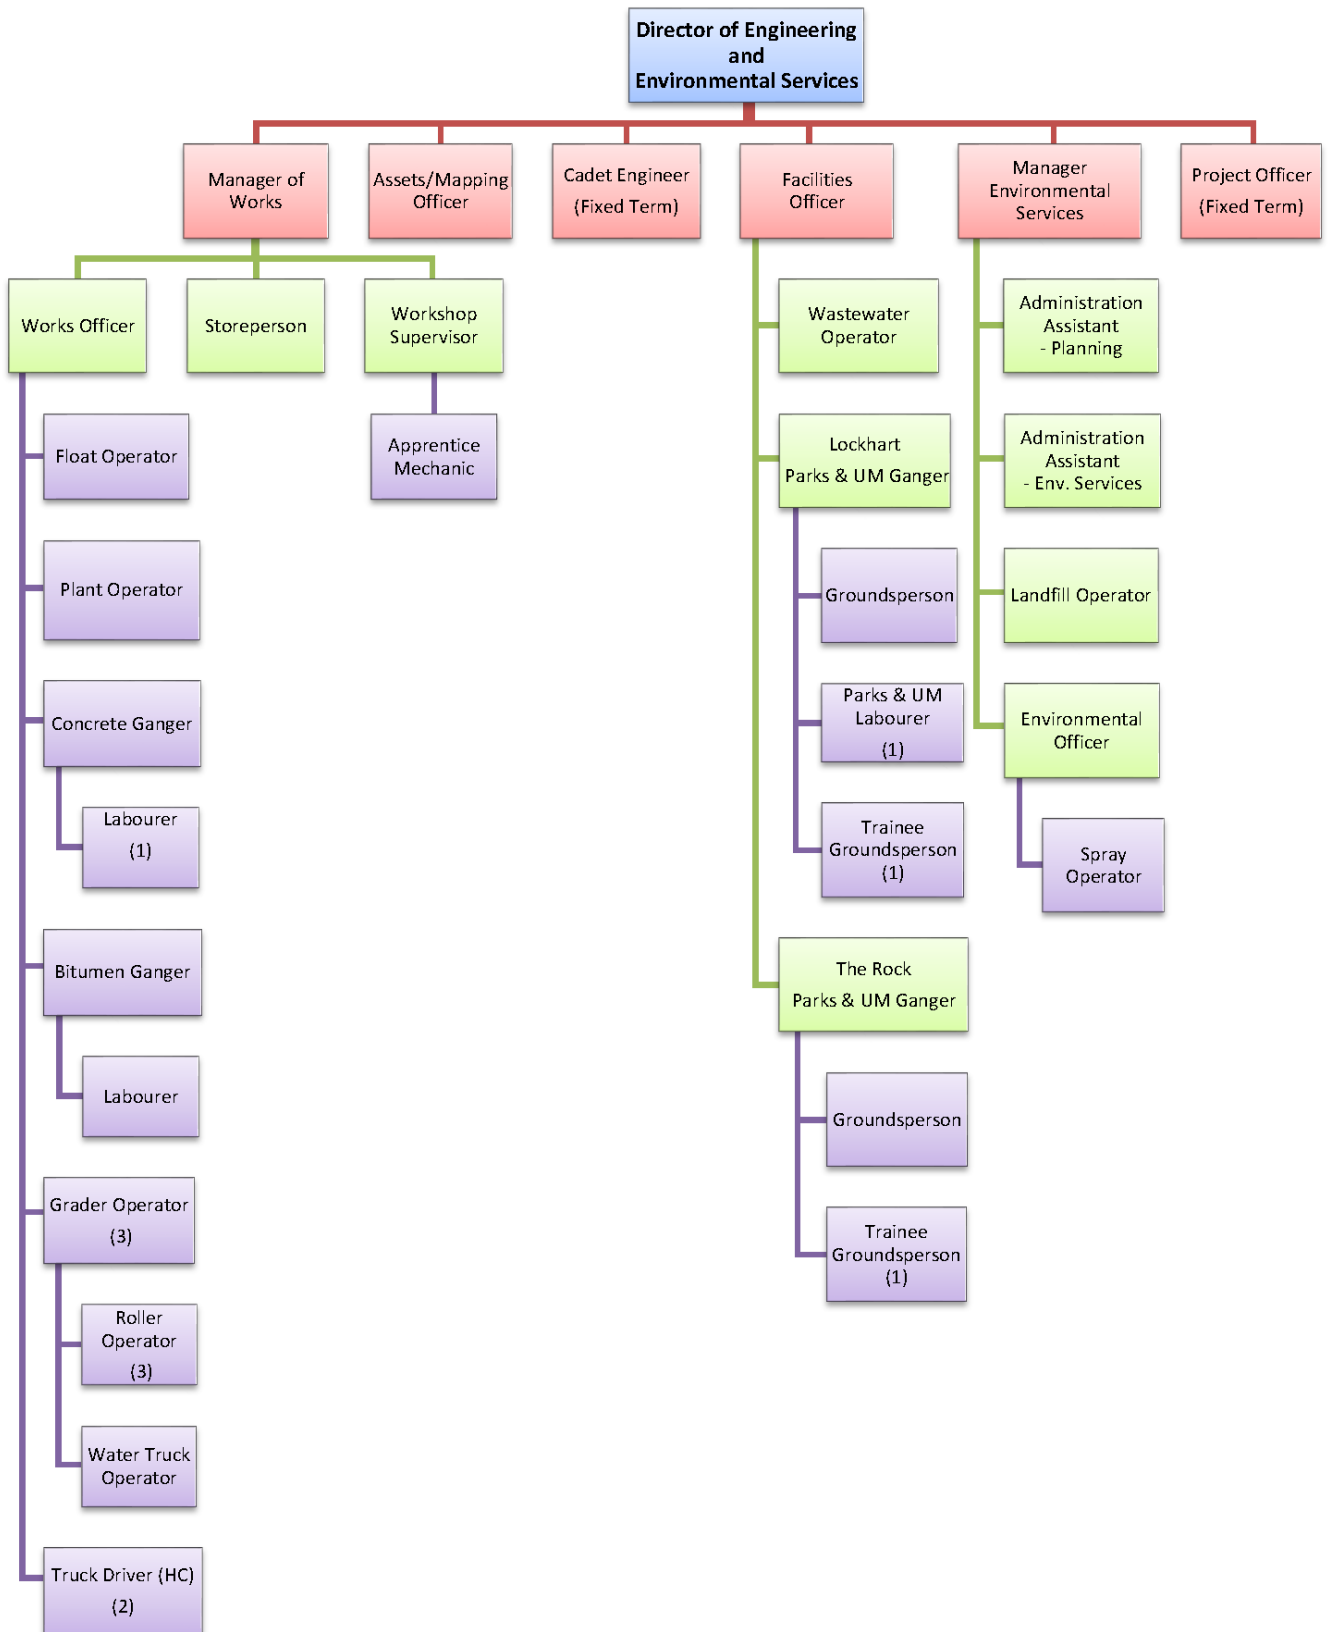 Director of Engineering
and
Environmental Services
Manager of
Works
Assets/Mapping
Officer
Cadet Engineer
(Fixed Term)
Facilities
Officer
Manager
Environmental
Services
Project Officer
(Fixed Term)
Works Officer
Storeperson
Workshop
Supervisor
Wastewater
Operator
Administration
Assistant
- Planning
Float Operator
Apprentice
Mechanic
Lockhart
Parks & UM Ganger
Administration
Assistant
- Env. Services
Plant Operator
Groundsperson
Landfill Operator
Concrete Ganger
Parks & UM
Labourer
(1)
Environmental
Officer
Labourer
(1)
Trainee
Groundsperson
(1)
Spray
Operator
Bitumen Ganger
The Rock
Parks & UM Ganger
Labourer
Groundsperson
Grader Operator
(3)
Trainee
Groundsperson
(1)
Roller
Operator
(3)
Water Truck
Operator
Truck Driver (HC)
(2)